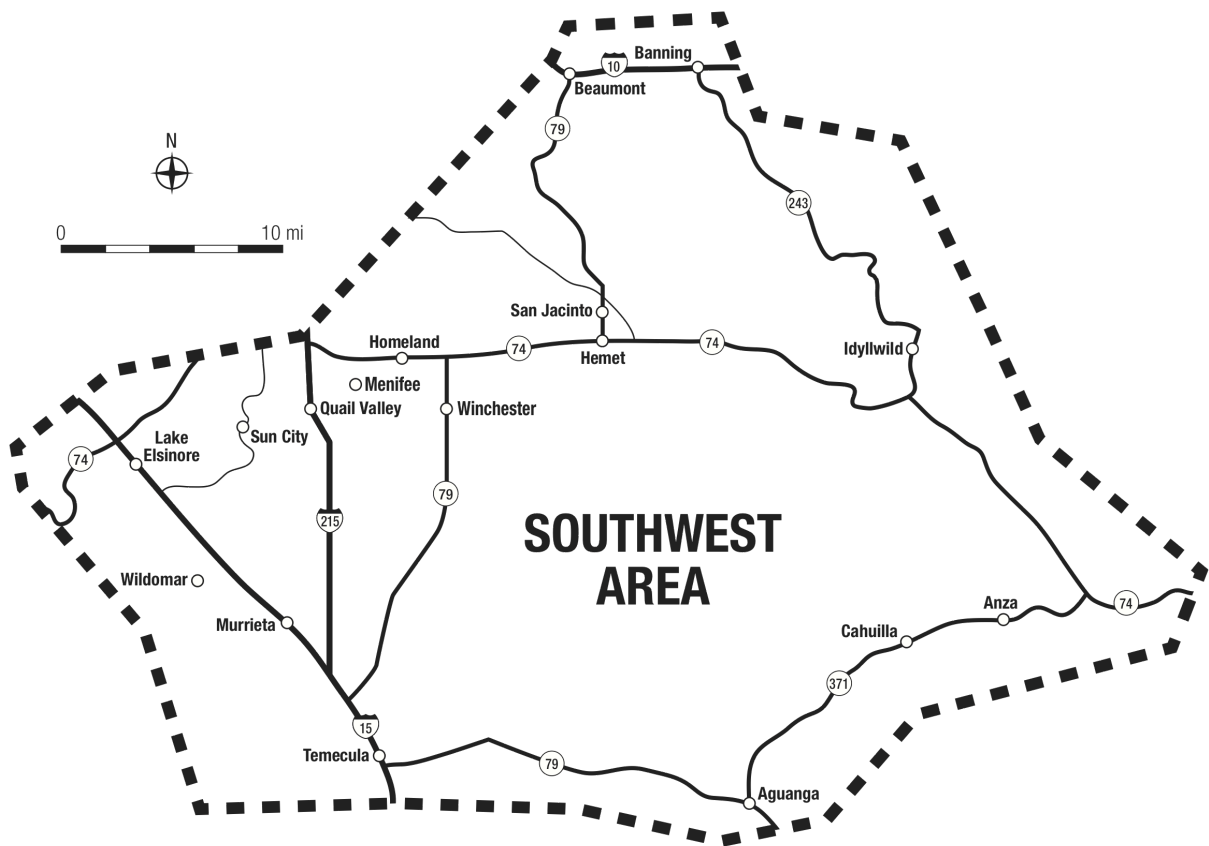 Banning
10
Beaumont
79
N
0
10 mi
243
San Jacinto
Homeland
74
Hemet
74
Idyllwild
Menifee
Quail Valley
Winchester
Sun City
Lake
Elsinore
74
79
215
SOUTHWEST
AREA
Wildomar
Murrieta
Anza
74
Cahuilla
371
15
Temecula
79
Aguanga